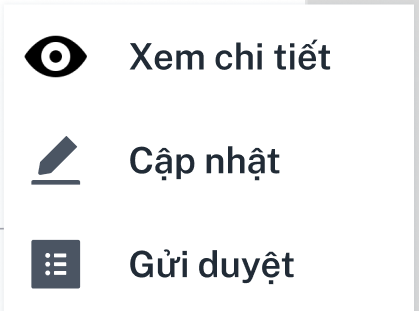 Xem chi tiết
Cập nhật
Gửi duyệt